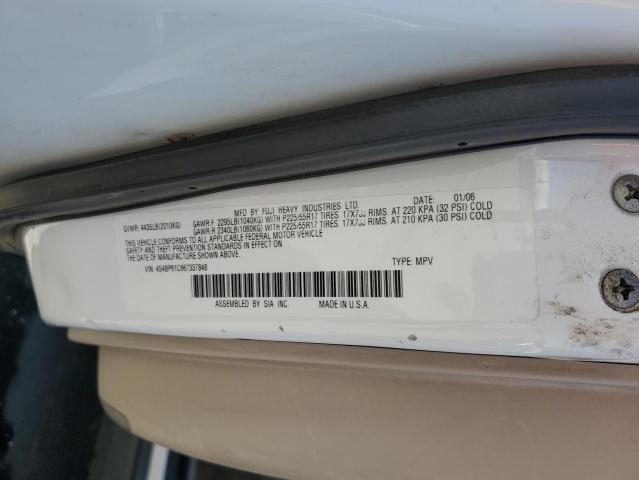 MFD BY FUJI HEAVY INDUSTRIES LTD. DATE: 01/06
GVWR: 4435LB(2010KG) GAWR:F 2295LB(1040KG) WITH P225/55R17 TIRES. 17X7JJ RIMS. AT 220 KPA (32 PSI) COLD
GAWR:R 2340LB(1060KG) WITH P225/55R17 TIRES. 17X7JJ RIMS. AT 210 KPA (30 PSI) COLD
THIS VEHICLE CONFORMS TO ALL APPLICABLE FEDERAL MOTOR VEHICLE
SAFETY AND THEFT PREVENTION STANDARDS IN EFFECT ON
THE DATE OF MANUFACTURE SHOWN ABOVE.
VIN: 4S4BP61C667337848 TYPE: MPV
ASSEMBLED BY SIA INC. MADE IN U.S.A.